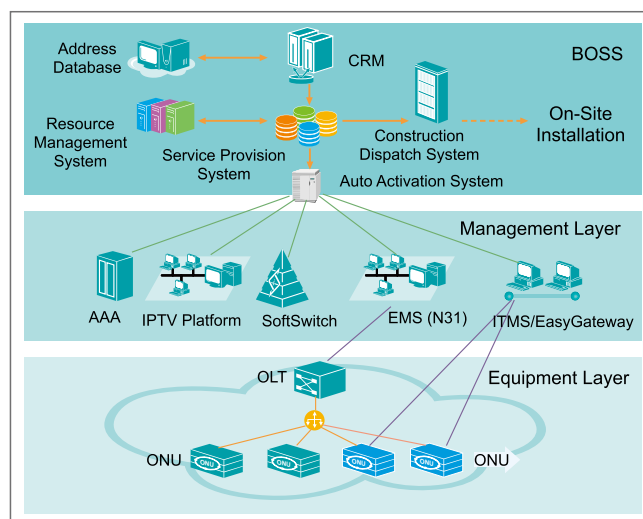 Address
Database
CRM
BOSS
Resource
Management
System
Service Provision
System
Construction
Dispatch System
On-Site
Installation
Auto Activation System
Management Layer
AAA
IPTV Platform
SoftSwitch
EMS (N31)
ITMS/EasyGateway
Equipment Layer
OLT
ONU
ONU
ONU
ONU
ONU
ONU